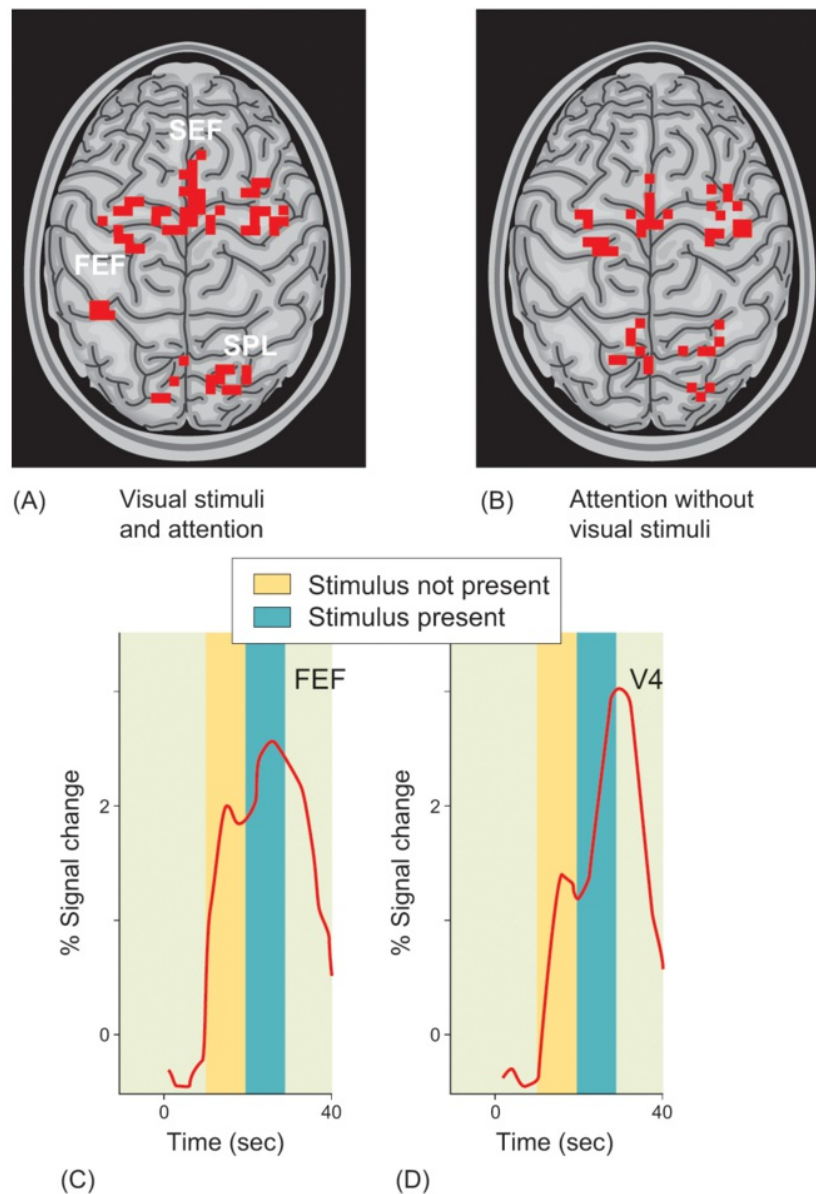 SEF
FEF
SPL
(A)
Visual stimuli
and attention
(B)
Attention without
visual stimuli
Stimulus not present
Stimulus present
FEF
% Signal change
2
0
0
40
Time (sec)
(C)
V4
% Signal change
2
0
0
40
Time (sec)
(D)